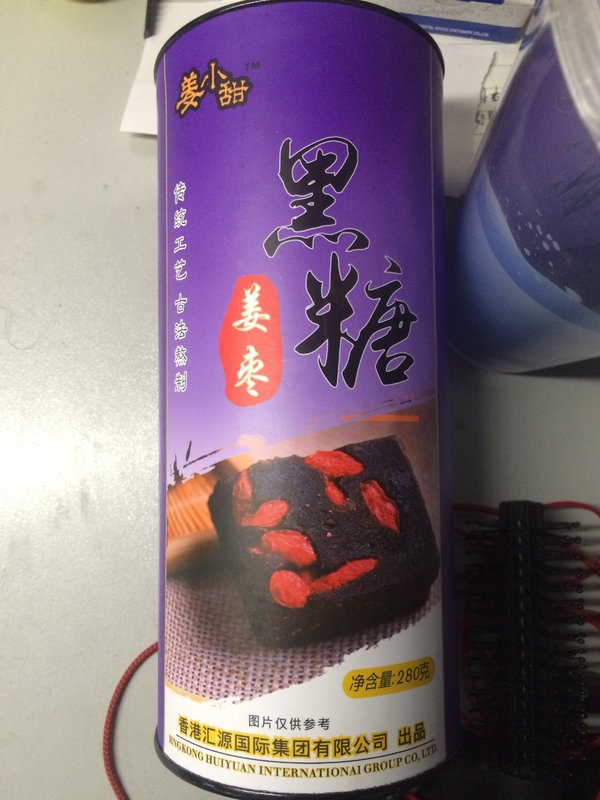 姜小甜™
黑糖
姜枣
传统工艺 古法熬制
净含量:280克
图片仅供参考
香港汇源国际集团有限公司 出品
HONGKONG HUIYUAN INTERNATIONAI GROUP CO, LTD.